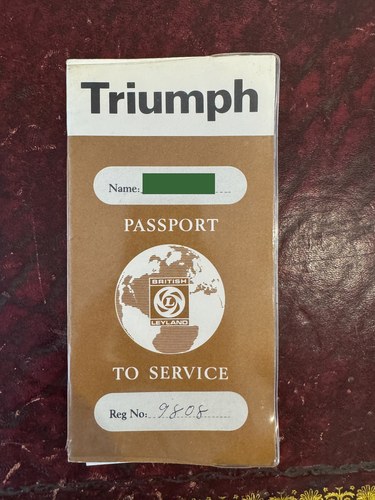 Triumph
Name:
PASSPORT
BRITISH
L
LEYLAND
TO SERVICE
Reg No: 9808